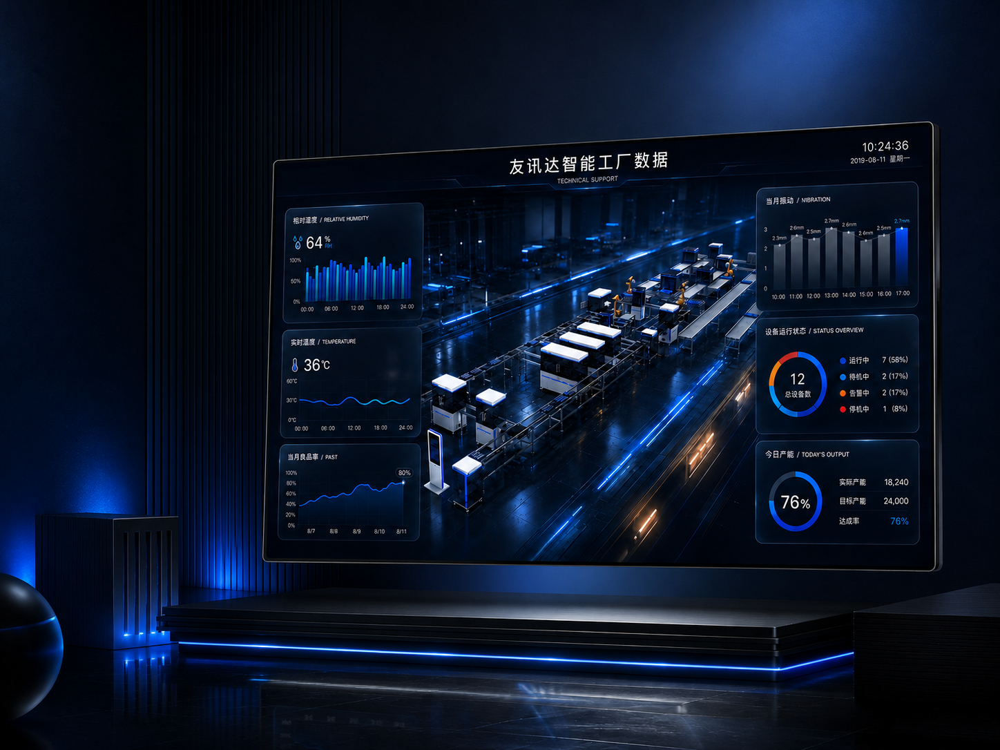 友讯达智能工厂数据
TECHNICAL SUPPORT
10:24:36
2019-08-11 星期一
相对湿度 / RELATIVE HUMIDITY
64 %
RH
100%
50%
0%
00:00 06:00 12:00 18:00 24:00
实时温度 / TEMPERATURE
36℃
60℃
30℃
0℃
00:00 06:00 12:00 18:00 24:00
当月良品率 / PAST
80%
100%
80%
60%
40%
20%
0%
8/7 8/8 8/9 8/10 8/11
当月振动 / NIBRATION
2.3mm 2.6mm 2.5mm 2.7mm 2.6mm 2.5mm 2.7mm
3
2
1
0
10:00 11:00 12:00 13:00 14:00 15:00 16:00 17:00
设备运行状态 / STATUS OVERVIEW
12
总设备数
运行中 7 (58%)
待机中 2 (17%)
告警中 2 (17%)
停机中 1 (8%)
今日产能 / TODAY'S OUTPUT
76%
实际产能 18,240
目标产能 24,000
达成率 76%